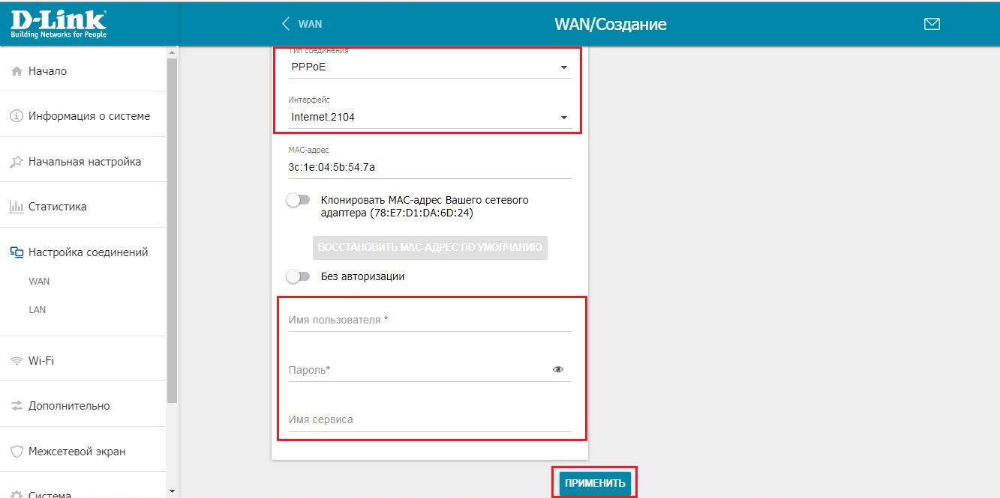 D-Link
Building Networks for People
WAN
WAN/Создание
Начало
Информация о системе
Начальная настройка
Статистика
Настройка соединений
WAN
LAN
Wi-Fi
Дополнительно
Межсетевой экран
Система
Тип соединения
PPPoE
Интерфейс
Internet.2104
MAC-адрес
3c:1e:04:5b:54:7a
Клонировать MAC-адрес Вашего сетевого
адаптера (78:E7:D1:DA:6D:24)
ВОССТАНОВИТЬ MAC-АДРЕС ПО УМОЛЧАНИЮ
Без авторизации
Имя пользователя *
Пароль*
Имя сервиса
ПРИМЕНИТЬ